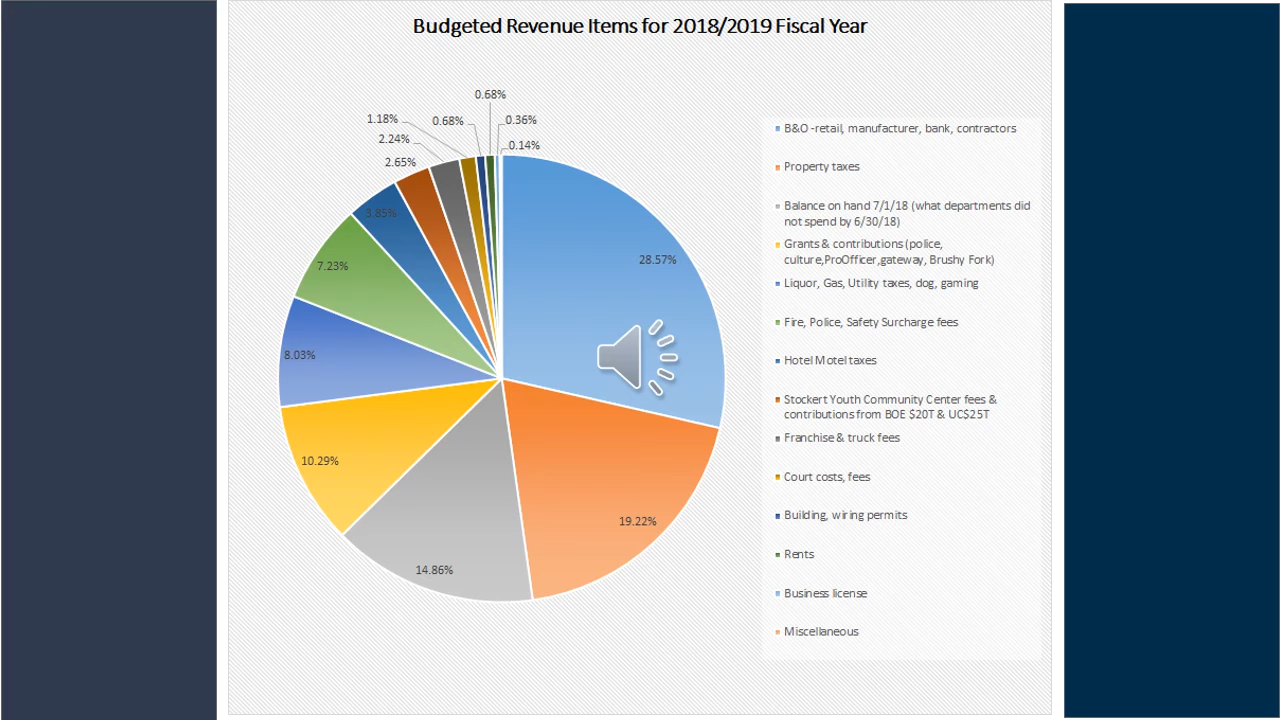 Budgeted Revenue Items for 2018/2019 Fiscal Year
0.68%
1.18%
0.68%
0.36%
2.24%
0.14%
2.65%
3.85%
28.57%
7.23%
8.03%
10.29%
19.22%
14.86%
B&O -retail, manufacturer, bank, contractors
Property taxes
Balance on hand 7/1/18 (what departments did
not spend by 6/30/18)
Grants & contributions (police,
culture,ProOfficer,gateway, Brushy Fork)
Liquor, Gas, Utility taxes, dog, gaming
Fire, Police, Safety Surcharge fees
Hotel Motel taxes
Stockert Youth Community Center fees &
contributions from BOE $20T & UC$25T
Franchise & truck fees
Court costs, fees
Building, wiring permits
Rents
Business license
Miscellaneous